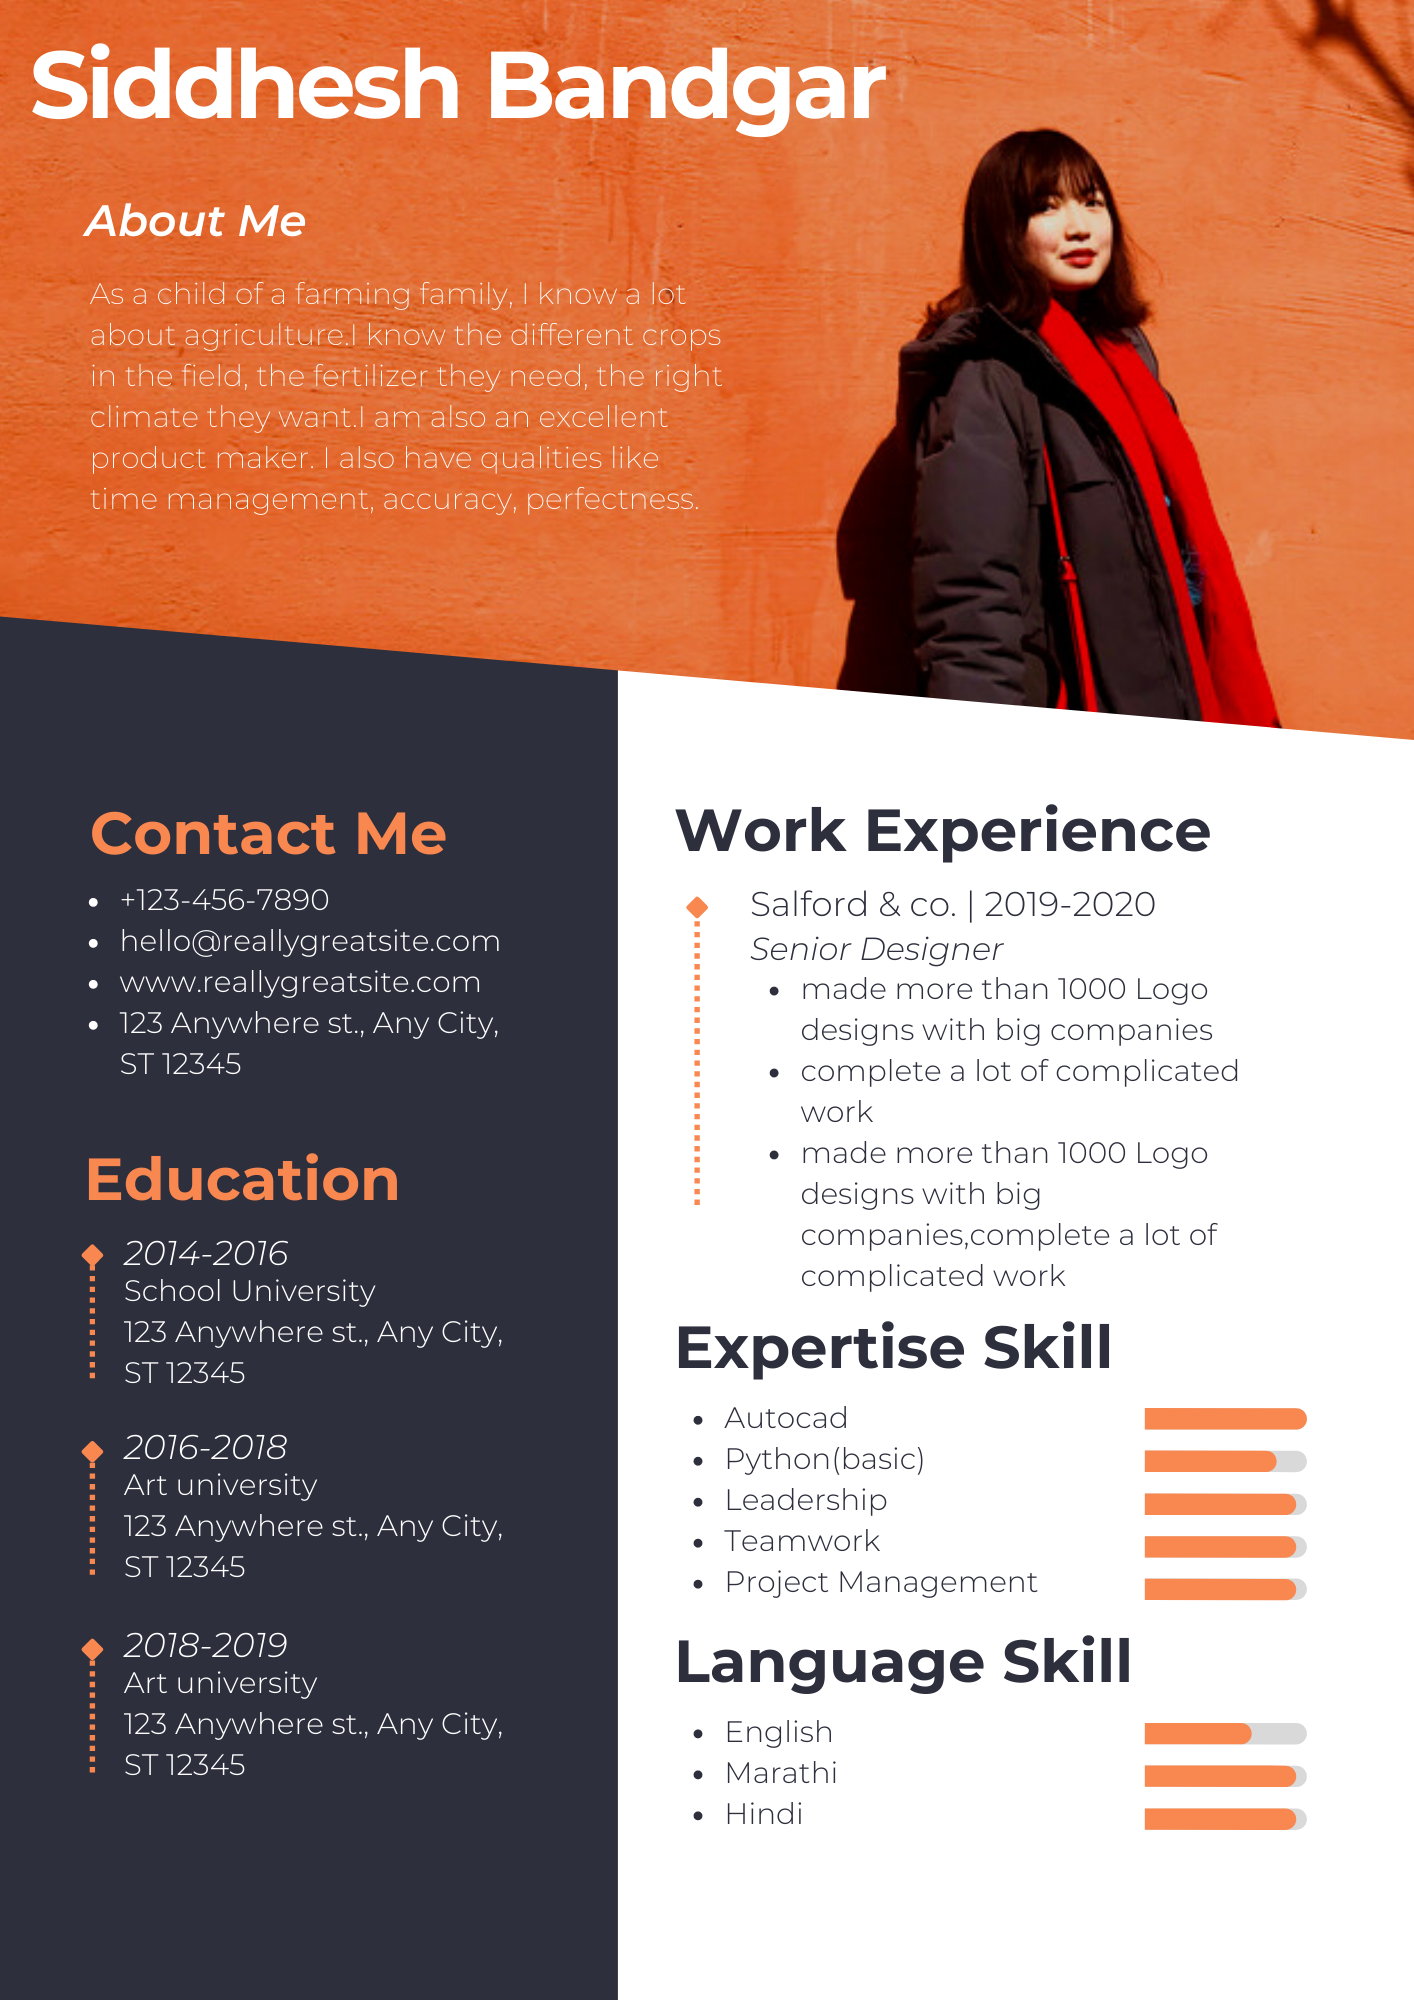 Siddhesh Bandgar
About Me
As a child of a farming family, I know a lot
about agriculture.I know the different crops
in the field, the fertilizer they need, the right
climate they want.I am also an excellent
product maker. I also have qualities like
time management, accuracy, perfectness.
Contact Me
• +123-456-7890
• hello@reallygreatsite.com
• www.reallygreatsite.com
• 123 Anywhere st., Any City,
ST 12345
Education
2014-2016
School University
123 Anywhere st., Any City,
ST 12345
2016-2018
Art university
123 Anywhere st., Any City,
ST 12345
2018-2019
Art university
123 Anywhere st., Any City,
ST 12345
Work Experience
Salford & co. | 2019-2020
Senior Designer
• made more than 1000 Logo
designs with big companies
• complete a lot of complicated
work
• made more than 1000 Logo
designs with big
companies,complete a lot of
complicated work
Expertise Skill
• Autocad
• Python(basic)
• Leadership
• Teamwork
• Project Management
Language Skill
• English
• Marathi
• Hindi